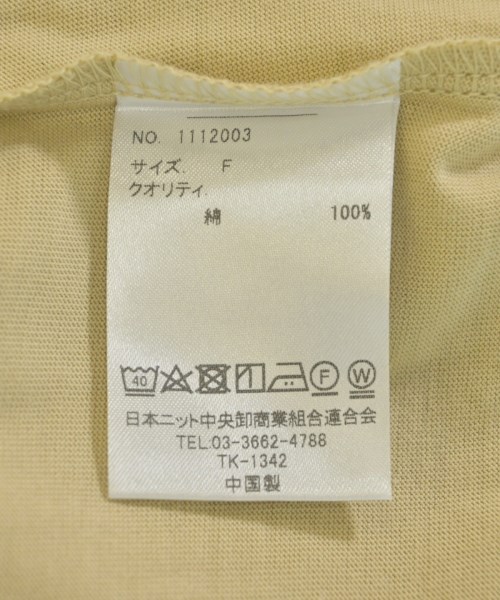 NO. 1112003
サイズ. F
クオリティ.
綿 100%
40 F W
日本ニット中央卸商業組合連合会
TEL:03-3662-4788
TK-1342
中国製